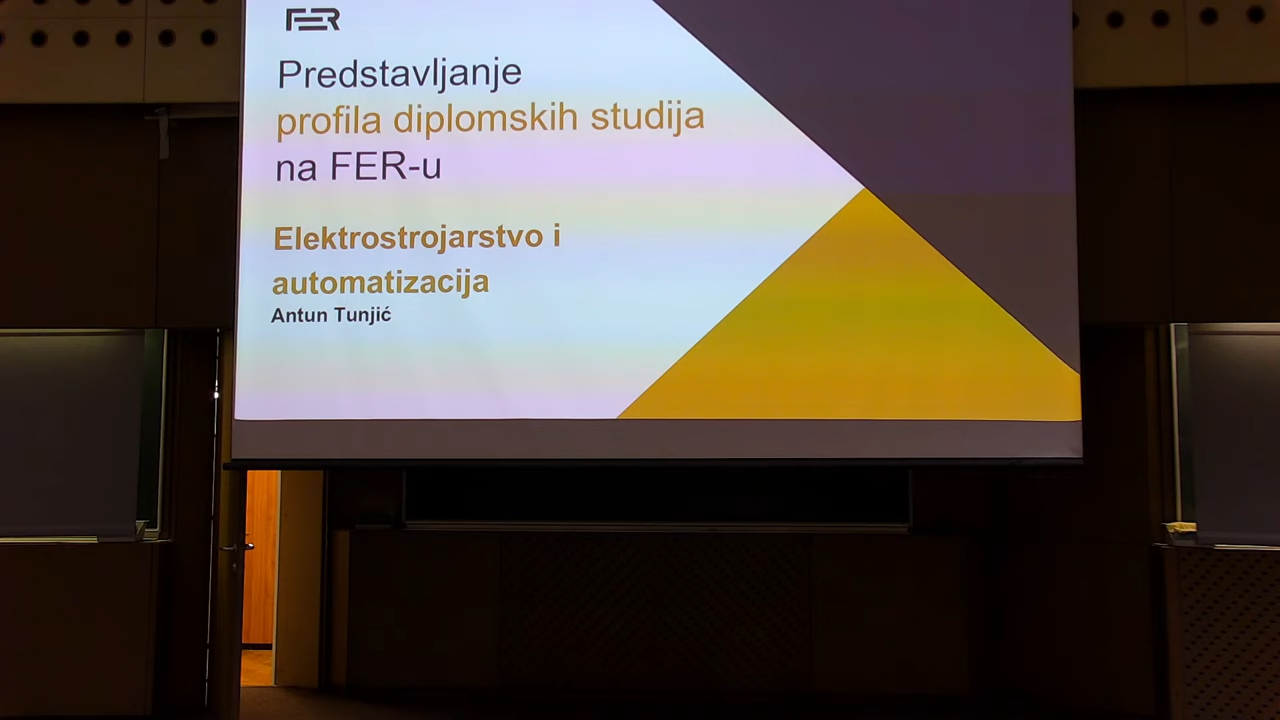 FER
Predstavljanje
profila diplomskih studija
na FER-u
Elektrostrojarstvo i
automatizacija
Antun Tunjić